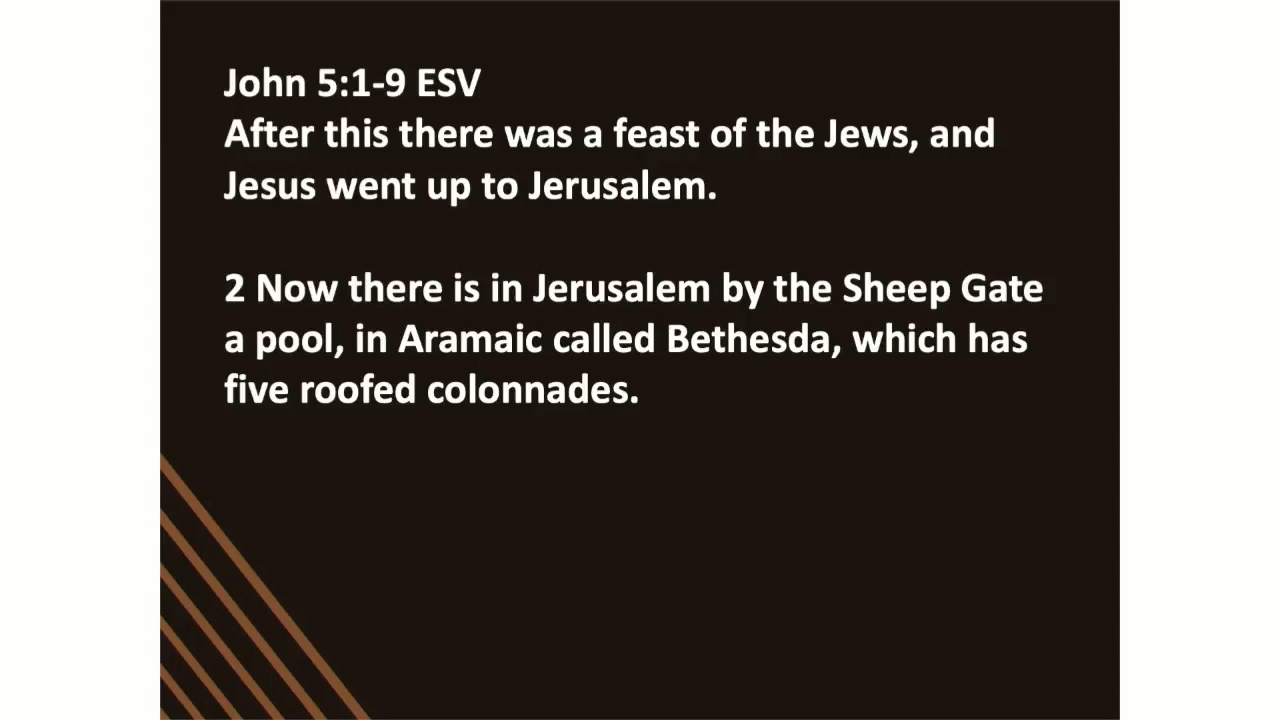 John 5:1-9 ESV
After this there was a feast of the Jews, and
Jesus went up to Jerusalem.
2 Now there is in Jerusalem by the Sheep Gate
a pool, in Aramaic called Bethesda, which has
five roofed colonnades.